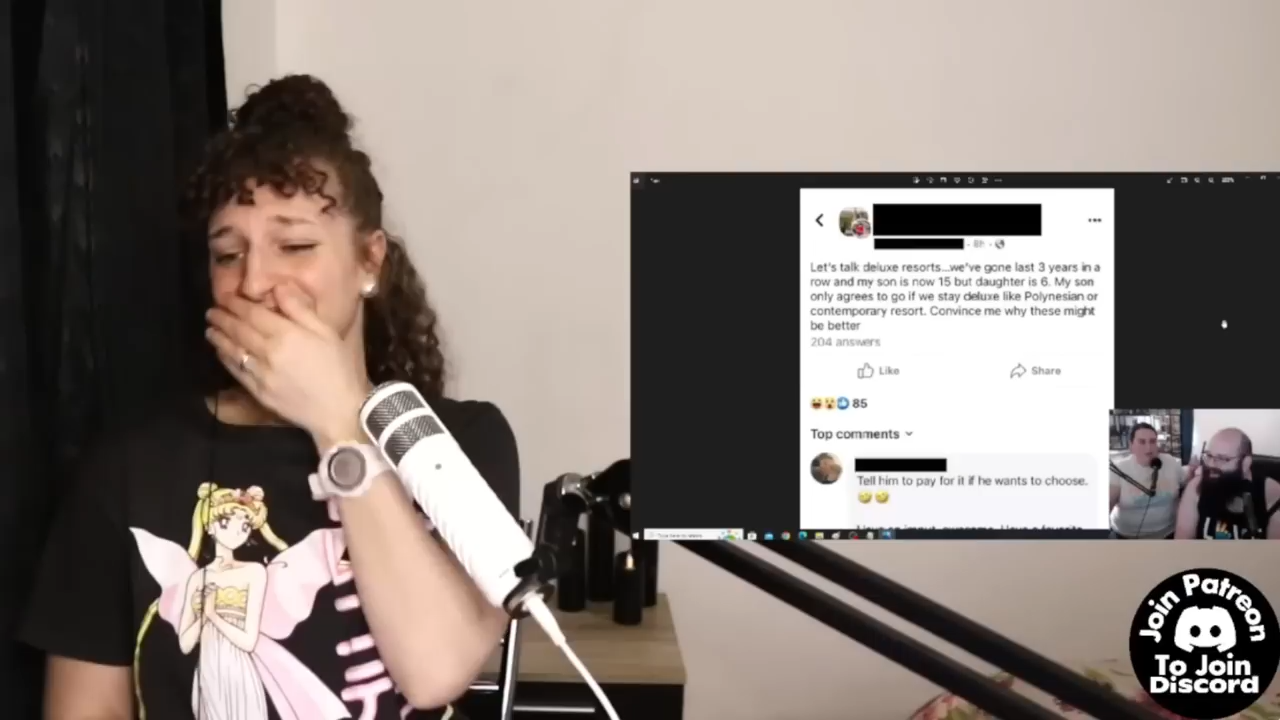 8h
Let's talk deluxe resorts...we've gone last 3 years in a
row and my son is now 15 but daughter is 6. My son
only agrees to go if we stay deluxe like Polynesian or
contemporary resort. Convince me why these might
be better
204 answers
Like
Share
85
Top comments
Tell him to pay for it if he wants to choose.
Join Patreon
To Join
Discord